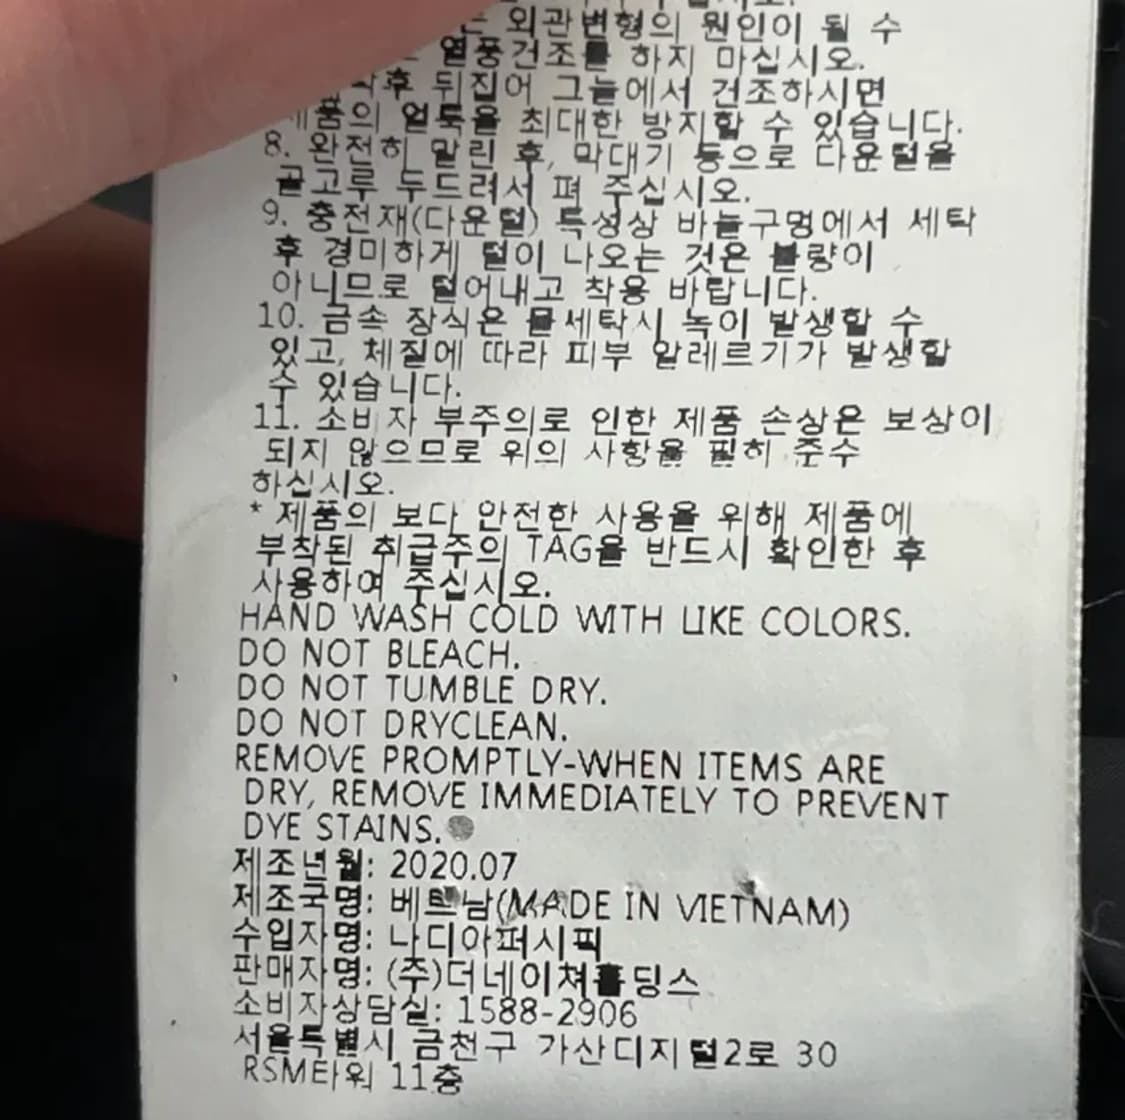 외관변형의 원인이 될 수
열풍건조를 하지 마십시오.
뒤집어 그늘에서 건조하시면
제품의 얼룩을 최대한 방지할 수 있습니다.
8. 완전히 말린 후, 막대기 등으로 다운털을
골고루 두드려서 펴 주십시오.
9. 충전재(다운털) 특성상 바늘구멍에서 세탁
후 경미하게 털이 나오는 것은 불량이
아니므로 털어내고 착용 바랍니다.
10. 금속 장식은 물세탁시 녹이 발생할 수
있고, 체질에 따라 피부 알레르기가 발생할
수 있습니다.
11. 소비자 부주의로 인한 제품 손상은 보상이
되지 않으므로 위의 사항을 필히 준수
하십시오.
* 제품의 보다 안전한 사용을 위해 제품에
부착된 취급주의 TAG을 반드시 확인한 후
사용하여 주십시오.
HAND WASH COLD WITH LIKE COLORS.
DO NOT BLEACH.
DO NOT TUMBLE DRY.
DO NOT DRYCLEAN.
REMOVE PROMPTLY-WHEN ITEMS ARE
DRY, REMOVE IMMEDIATELY TO PREVENT
DYE STAINS.
제조년월: 2020.07
제조국명: 베트남(MADE IN VIETNAM)
수입자명: 나디아퍼시픽
판매자명: (주)더네이쳐홀딩스
소비자상담실: 1588-2906
서울특별시 금천구 가산디지털2로 30
RSME타워 11층